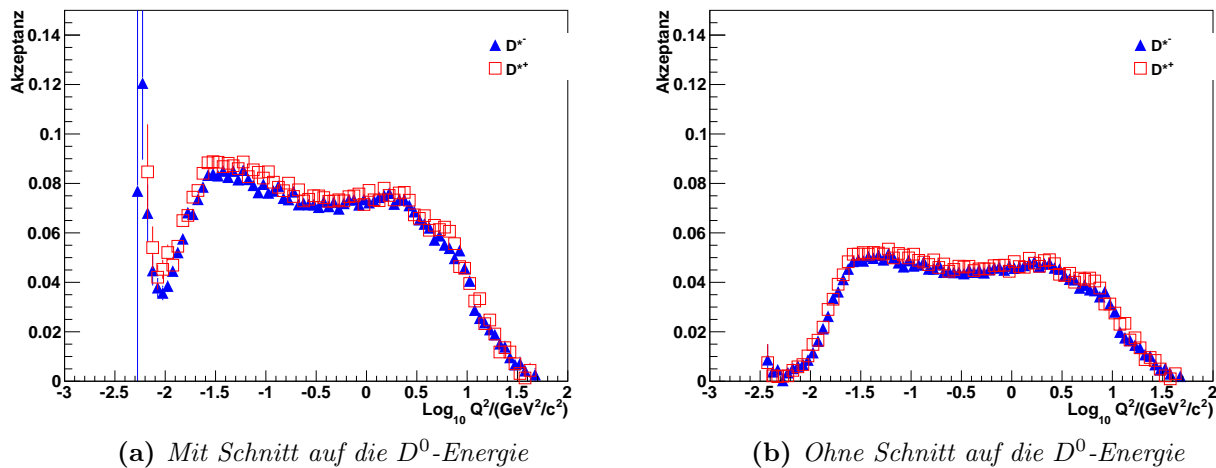 Akzeptanz
0.14
0.12
0.1
0.08
0.06
0.04
0.02
0
D*-
D*+
-3 -2.5 -2 -1.5 -1 -0.5 0 0.5 1 1.5 2
Log₁₀ Q²/(GeV²/c²)
(a) Mit Schnitt auf die D⁰-Energie
Akzeptanz
0.14
0.12
0.1
0.08
0.06
0.04
0.02
0
D*-
D*+
-3 -2.5 -2 -1.5 -1 -0.5 0 0.5 1 1.5 2
Log₁₀ Q²/(GeV²/c²)
(b) Ohne Schnitt auf die D⁰-Energie